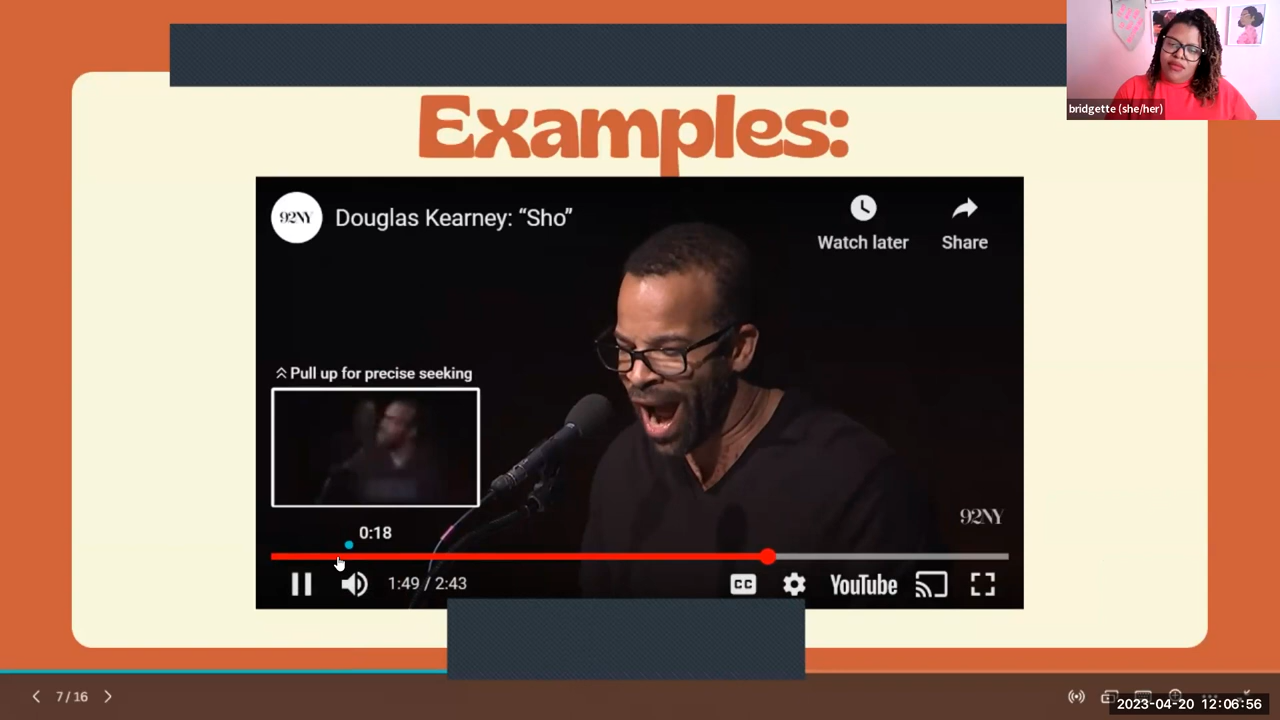 bridgette (she/her)
Examples:
92NY
Douglas Kearney: “Sho”
Watch later
Share
Pull up for precise seeking
92NY
0:18
1:49 / 2:43
CC
YouTube
7 / 16
2023-04-20 12:06:56